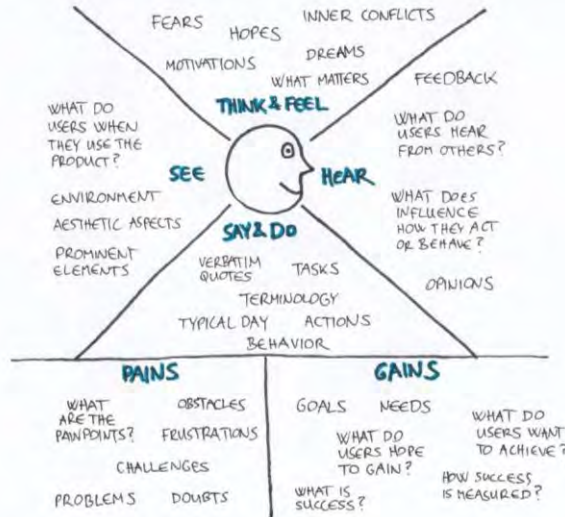 FEARS
HOPES
INNER CONFLICTS
MOTIVATIONS
DREAMS
WHAT MATTERS
THINK & FEEL
FEEDBACK
WHAT DO
USERS WHEN
THEY USE THE
PRODUCT?
WHAT DO
USERS HEAR
FROM OTHERS?
SEE
HEAR
ENVIRONMENT
AESTHETIC ASPECTS
PROMINENT
ELEMENTS
WHAT DOES
INFLUENCE
HOW THEY ACT
OR BEHAVE?
OPINIONS
SAY & DO
VERBATIM
QUOTES
TASKS
TERMINOLOGY
TYPICAL DAY
ACTIONS
BEHAVIOR
PAINS
WHAT
ARE THE
PAINPOINTS?
OBSTACLES
FRUSTRATIONS
CHALLENGES
PROBLEMS
DOUBTS
GAINS
GOALS
NEEDS
WHAT DO
USERS HOPE
TO GAIN?
WHAT DO
USERS WANT
TO ACHIEVE?
WHAT IS
SUCCESS?
HOW SUCCESS
IS MEASURED?